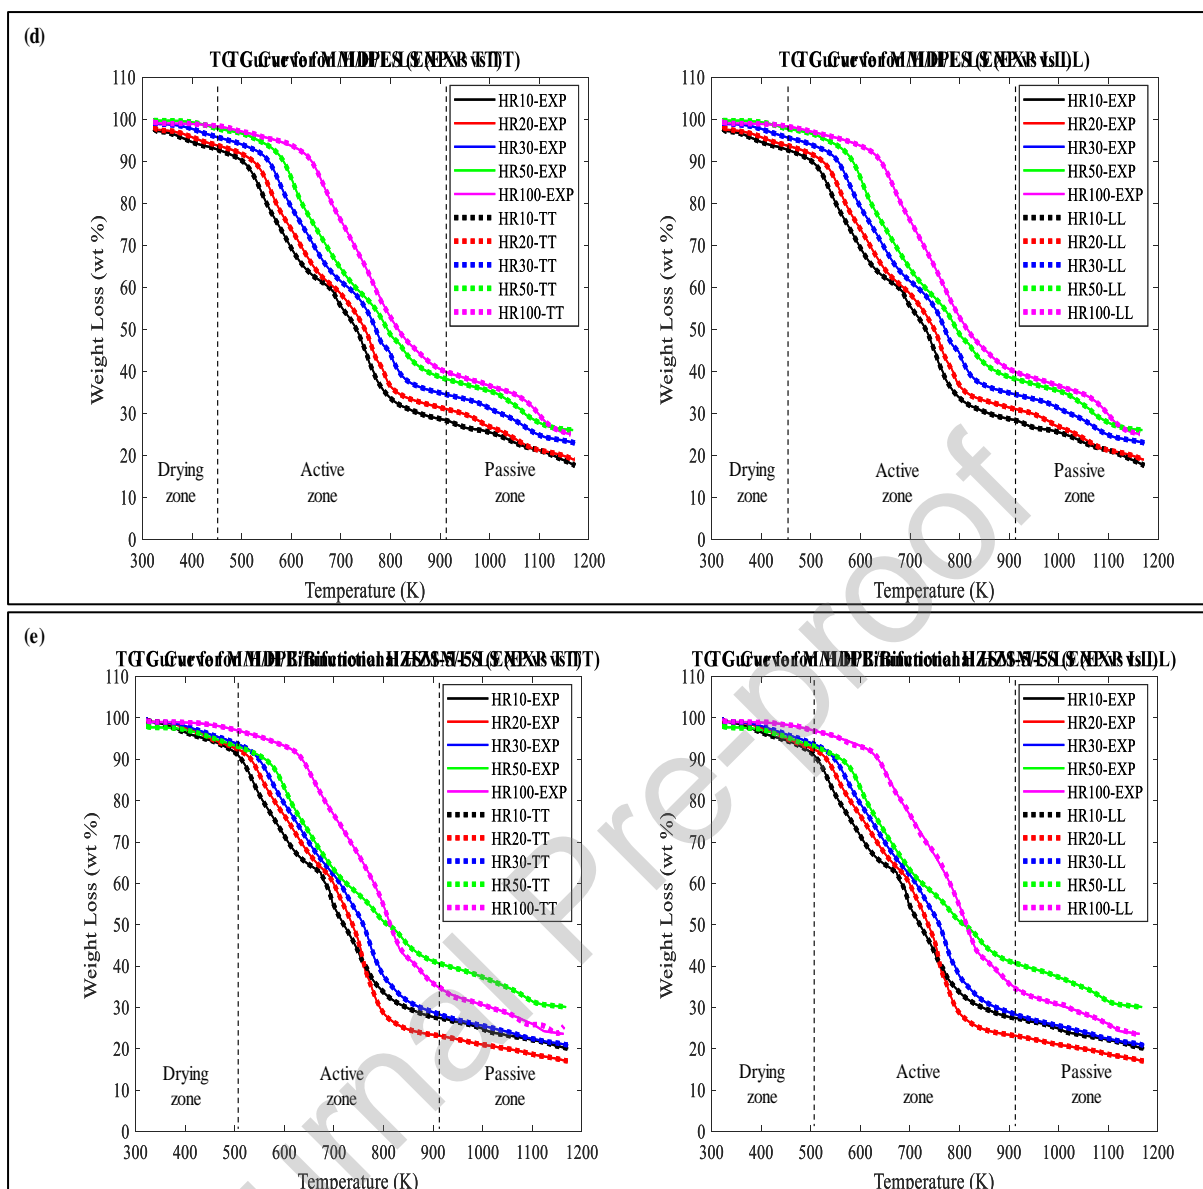 (d)
110
100
90
80
70
60
50
40
30
20
10
0
Weight Loss (wt %)
HR10-EXP
HR20-EXP
HR30-EXP
HR50-EXP
HR100-EXP
HR10-TT
HR20-TT
HR30-TT
HR50-TT
HR100-TT
Drying zone
Active zone
Passive zone
300 400 500 600 700 800 900 1000 1100 1200
Temperature (K)
110
100
90
80
70
60
50
40
30
20
10
0
Weight Loss (wt %)
HR10-EXP
HR20-EXP
HR30-EXP
HR50-EXP
HR100-EXP
HR10-LL
HR20-LL
HR30-LL
HR50-LL
HR100-LL
Drying zone
Active zone
Passive zone
300 400 500 600 700 800 900 1000 1100 1200
Temperature (K)
(e)
110
100
90
80
70
60
50
40
30
20
10
0
Weight Loss (wt %)
HR10-EXP
HR20-EXP
HR30-EXP
HR50-EXP
HR100-EXP
HR10-TT
HR20-TT
HR30-TT
HR50-TT
HR100-TT
Drying zone
Active zone
Passive zone
300 400 500 600 700 800 900 1000 1100 1200
Temperature (K)
110
100
90
80
70
60
50
40
30
20
10
0
Weight Loss (wt %)
HR10-EXP
HR20-EXP
HR30-EXP
HR50-EXP
HR100-EXP
HR10-LL
HR20-LL
HR30-LL
HR50-LL
HR100-LL
Drying zone
Active zone
Passive zone
300 400 500 600 700 800 900 1000 1100 1200
Temperature (K)
Pre-proof